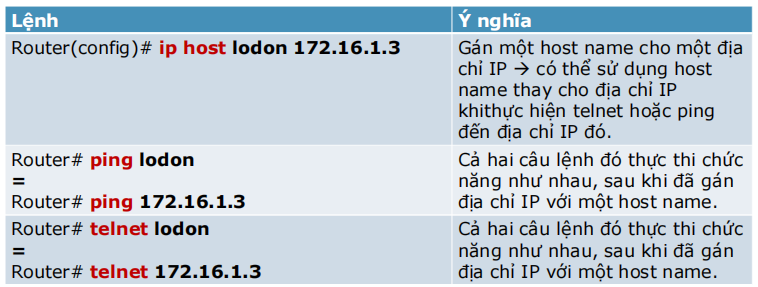 Lệnh
Ý nghĩa
Router(config)# ip host lodon 172.16.1.3
Gán một host name cho một địa
chỉ IP → có thể sử dụng host
name thay cho địa chỉ IP
khithực hiện telnet hoặc ping
đến địa chỉ IP đó.
Router# ping lodon
=
Router# ping 172.16.1.3
Cả hai câu lệnh đó thực thi chức
năng như nhau, sau khi đã gán
địa chỉ IP với một host name.
Router# telnet lodon
=
Router# telnet 172.16.1.3
Cả hai câu lệnh đó thực thi chức
năng như nhau, sau khi đã gán
địa chỉ IP với một host name.